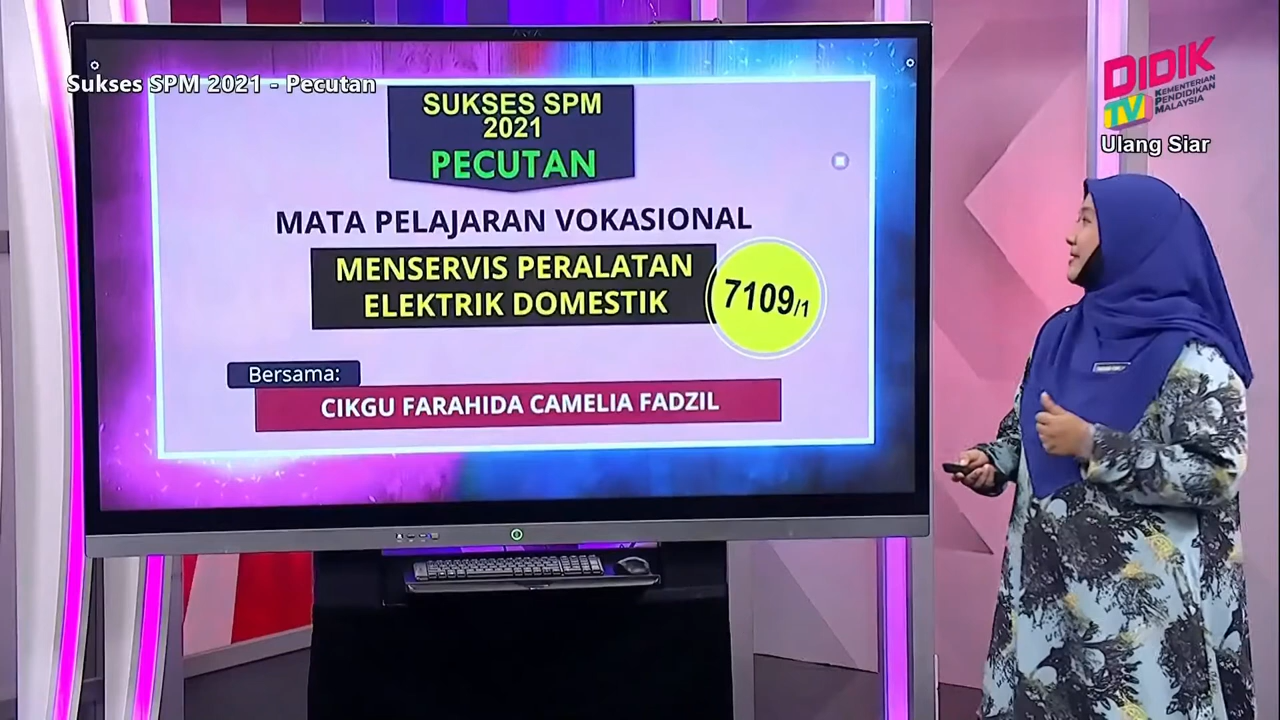 Sukses SPM 2021 - Pecutan
SUKSES SPM
2021
PECUTAN
MATA PELAJARAN VOKASIONAL
MENSERVIS PERALATAN
ELEKTRIK DOMESTIK
7109/1
Bersama:
CIKGU FARAHIDA CAMELIA FADZIL
DIDIK
TV
KEMENTERIAN
PENDIDIKAN
MALAYSIA
Ulang Siar